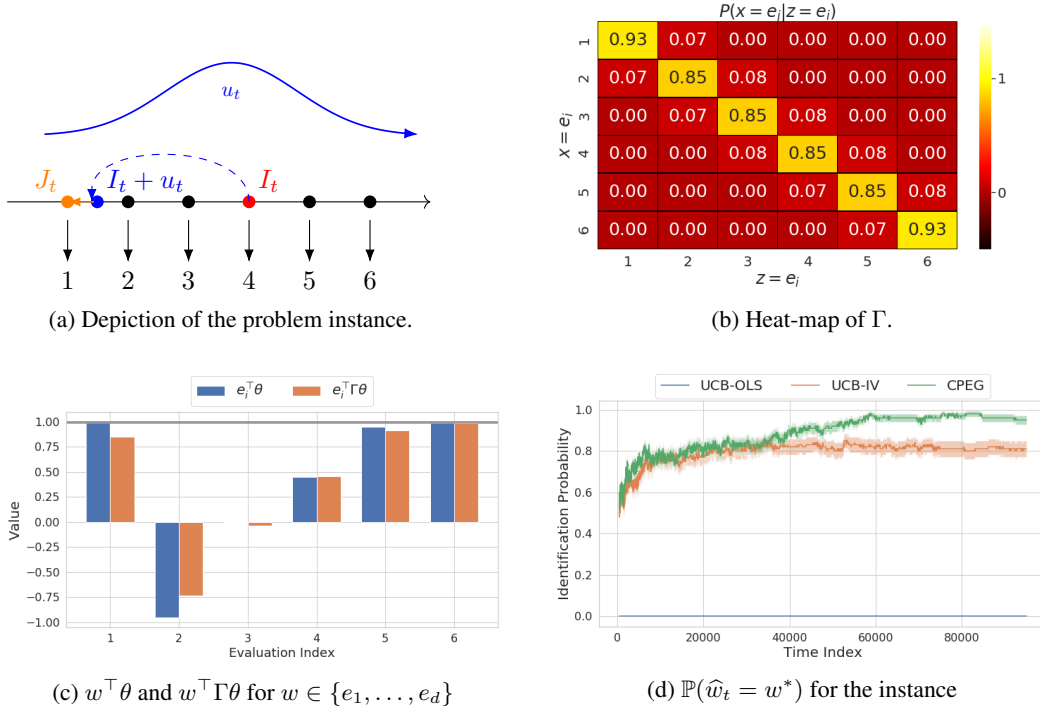 u_t
J_t I_t + u_t I_t
1 2 3 4 5 6
(a) Depiction of the problem instance.
P(x = e_i|z = e_i)
1 0.93 0.07 0.00 0.00 0.00 0.00
2 0.07 0.85 0.08 0.00 0.00 0.00
3 0.00 0.07 0.85 0.08 0.00 0.00
4 0.00 0.00 0.08 0.85 0.08 0.00
5 0.00 0.00 0.00 0.07 0.85 0.08
6 0.00 0.00 0.00 0.00 0.07 0.93
x = e_i
1 2 3 4 5 6
z = e_i
1
0
(b) Heat-map of Γ.
e_i^⊤θ e_i^⊤Γθ
1.00
0.75
0.50
0.25
0.00
−0.25
−0.50
−0.75
−1.00
Value
1 2 3 4 5 6
Evaluation Index
(c) w^⊤θ and w^⊤Γθ for w ∈ {e_1, . . . , e_d}
UCB-OLS UCB-IV CPEG
1.0
0.8
0.6
0.4
0.2
0.0
Identification Probability
0 20000 40000 60000 80000
Time Index
(d) ℙ(ŵ_t = w*) for the instance